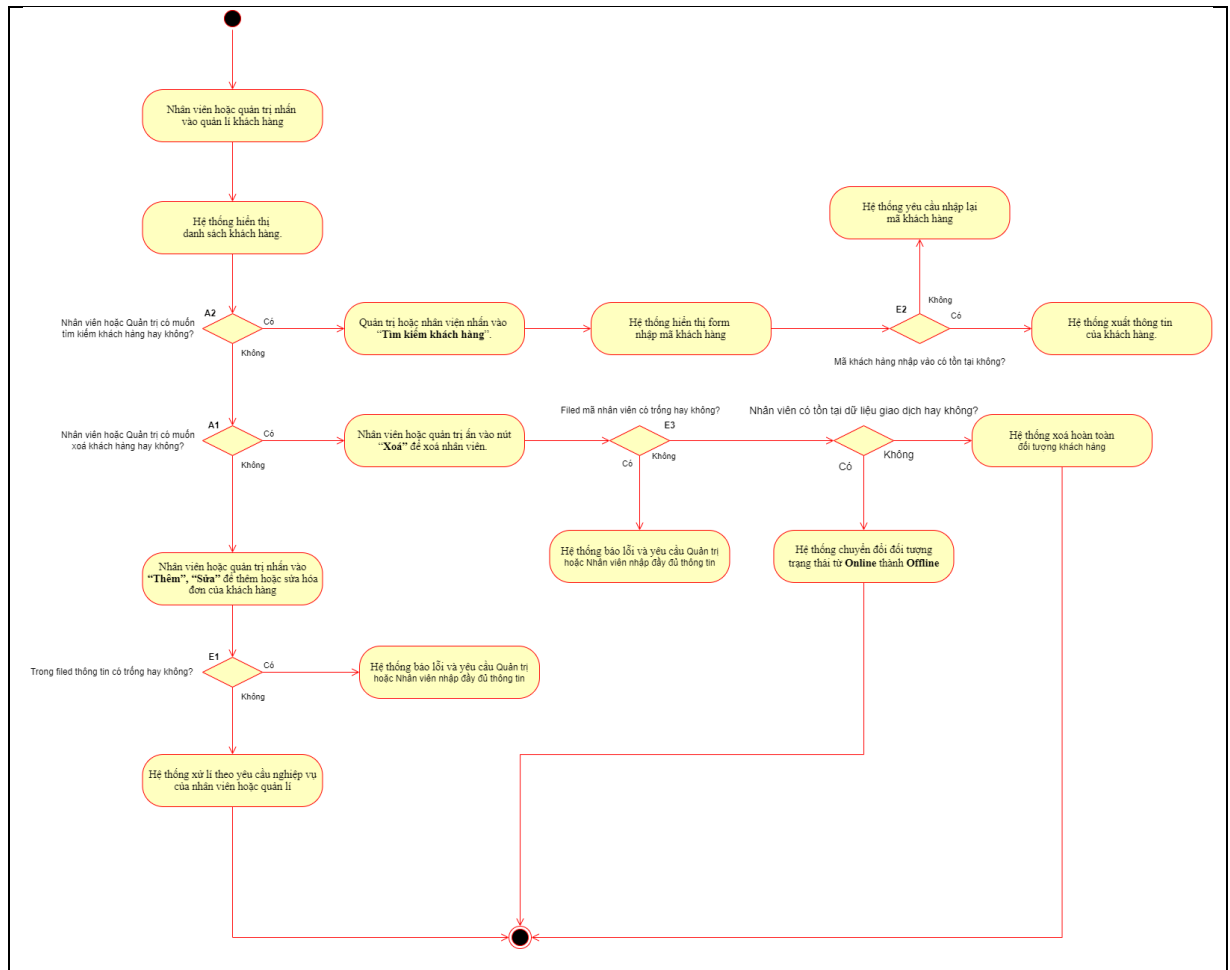 Nhân viên hoặc quản trị nhấn
vào quản lí khách hàng
Hệ thống hiển thị
danh sách khách hàng.
Hệ thống yêu cầu nhập lại
mã khách hàng
Nhân viên hoặc Quản trị có muốn
tìm kiếm khách hàng hay không?
A2
Có
Không
Quản trị hoặc nhân viện nhấn vào
“Tìm kiếm khách hàng”.
Hệ thống hiển thị form
nhập mã khách hàng
E2
Không
Có
Mã khách háng nhập vào có tồn tại không?
Hệ thống xuất thông tin
của khách hàng.
Nhân viên hoặc Quản trị có muốn
xoá khách hàng hay không?
A1
Có
Không
Nhân viên hoặc quản trị ấn vào nút
“Xoá” để xoá nhân viên.
Filed mã nhân viên có trống hay không?
E3
Có
Không
Nhân viên có tồn tại dữ liệu giao dịch hay không?
Có
Không
Hệ thống xoá hoàn toàn
đối tượng khách hàng
Nhân viên hoặc quản trị nhấn vào
“Thêm”, “Sửa” để thêm hoặc sửa hóa
đơn của khách hàng
Hệ thống báo lỗi và yêu cầu Quản trị
hoặc Nhân viên nhập đầy đủ thông tin
Hệ thống chuyển đổi đối tượng
trạng thái từ Online thành Offline
Trong filed thông tin có trống hay không?
E1
Có
Không
Hệ thống báo lỗi và yêu cầu Quản trị
hoặc Nhân viên nhập đầy đủ thông tin
Hệ thống xử lí theo yêu cầu nghiệp vụ
của nhân viên hoặc quản lí